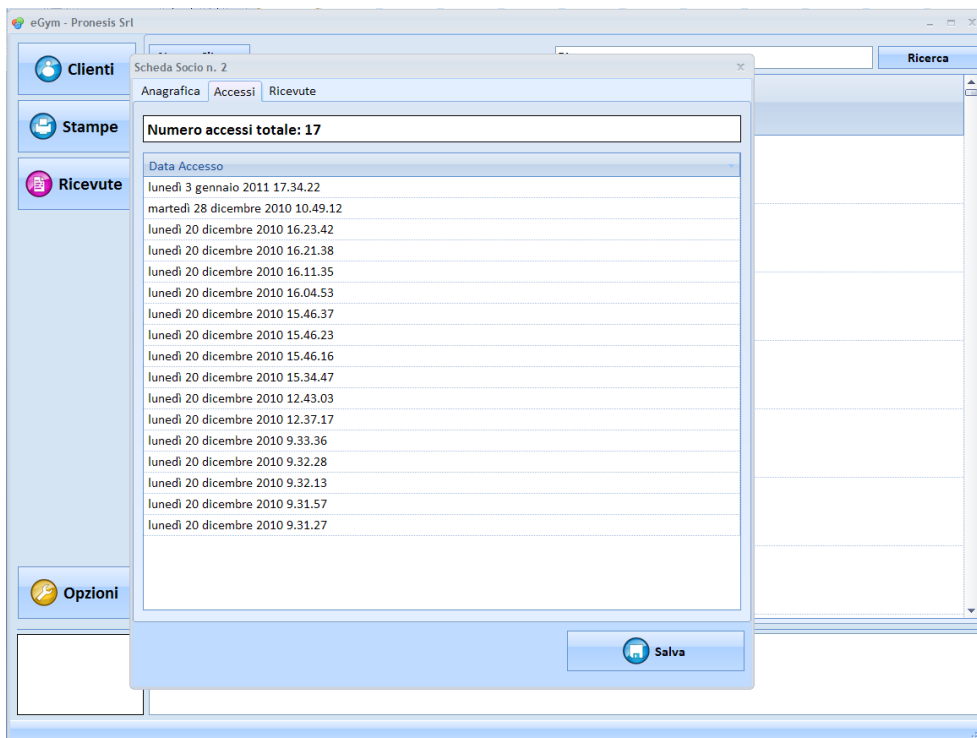 eGym - Pronesis Srl
Clienti
Stampe
Ricevute
Opzioni
Ricerca
Scheda Socio n. 2
Anagrafica Accessi Ricevute
Numero accessi totale: 17
Data Accesso
lunedì 3 gennaio 2011 17.34.22
martedì 28 dicembre 2010 10.49.12
lunedì 20 dicembre 2010 16.23.42
lunedì 20 dicembre 2010 16.21.38
lunedì 20 dicembre 2010 16.11.35
lunedì 20 dicembre 2010 16.04.53
lunedì 20 dicembre 2010 15.46.37
lunedì 20 dicembre 2010 15.46.23
lunedì 20 dicembre 2010 15.46.16
lunedì 20 dicembre 2010 15.34.47
lunedì 20 dicembre 2010 12.43.03
lunedì 20 dicembre 2010 12.37.17
lunedì 20 dicembre 2010 9.33.36
lunedì 20 dicembre 2010 9.32.28
lunedì 20 dicembre 2010 9.32.13
lunedì 20 dicembre 2010 9.31.57
lunedì 20 dicembre 2010 9.31.27
Salva